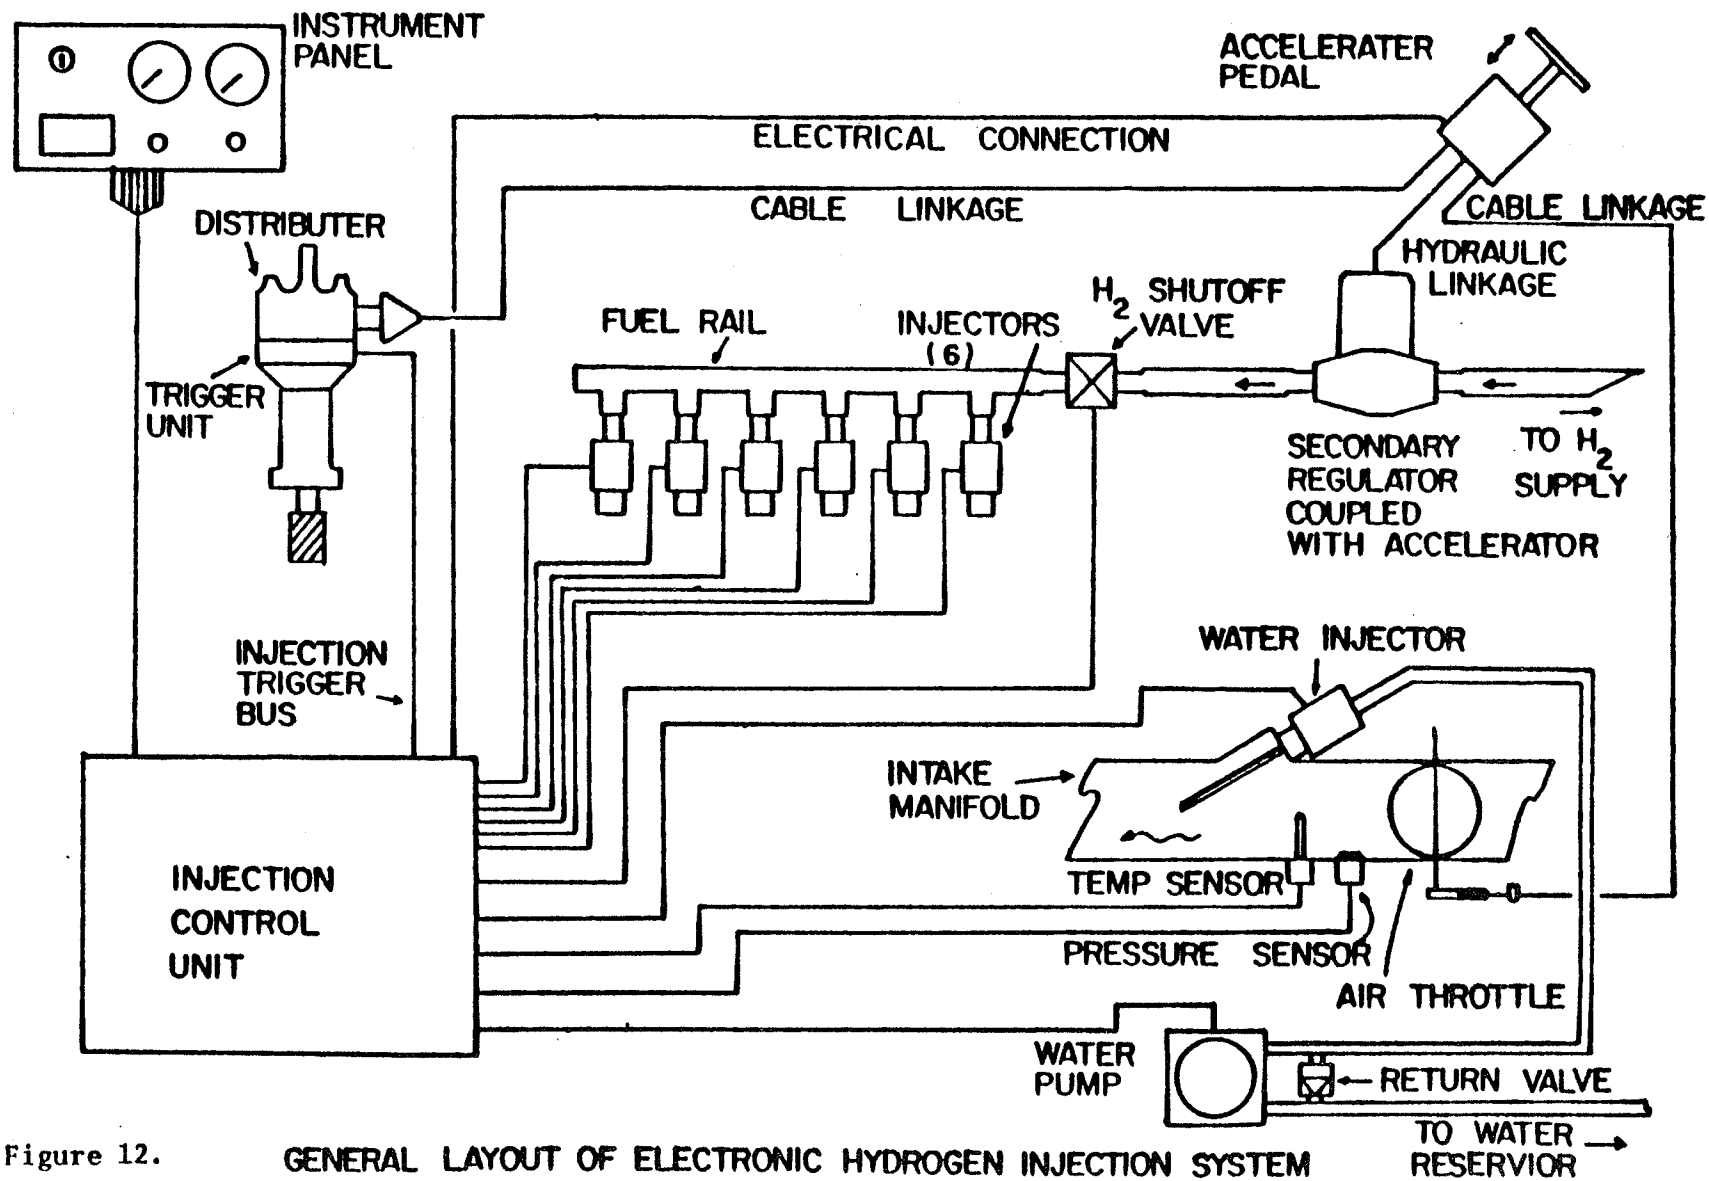 INSTRUMENT
PANEL
ACCELERATER
PEDAL
ELECTRICAL CONNECTION
CABLE LINKAGE
CABLE LINKAGE
HYDRAULIC
LINKAGE
DISTRIBUTER
H2 SHUTOFF
VALVE
FUEL RAIL
INJECTORS
(6)
TRIGGER
UNIT
SECONDARY
REGULATOR
COUPLED
WITH ACCELERATOR
TO H2
SUPPLY
INJECTION
TRIGGER
BUS
WATER INJECTOR
INTAKE
MANIFOLD
TEMP SENSOR
PRESSURE SENSOR
AIR THROTTLE
INJECTION
CONTROL
UNIT
WATER
PUMP
RETURN VALVE
TO WATER
RESERVIOR
Figure 12.
GENERAL LAYOUT OF ELECTRONIC HYDROGEN INJECTION SYSTEM